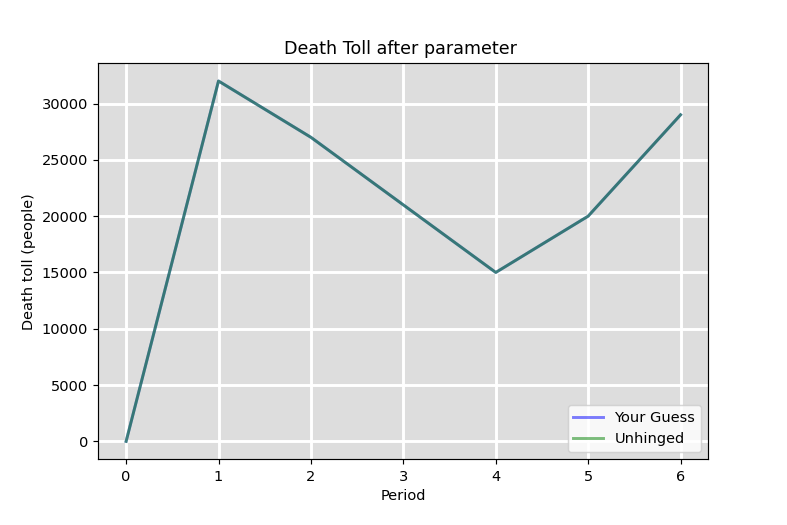 Death Toll after parameter
Death toll (people)
30000
25000
20000
15000
10000
5000
0
0 1 2 3 4 5 6
Period
Your Guess
Unhinged